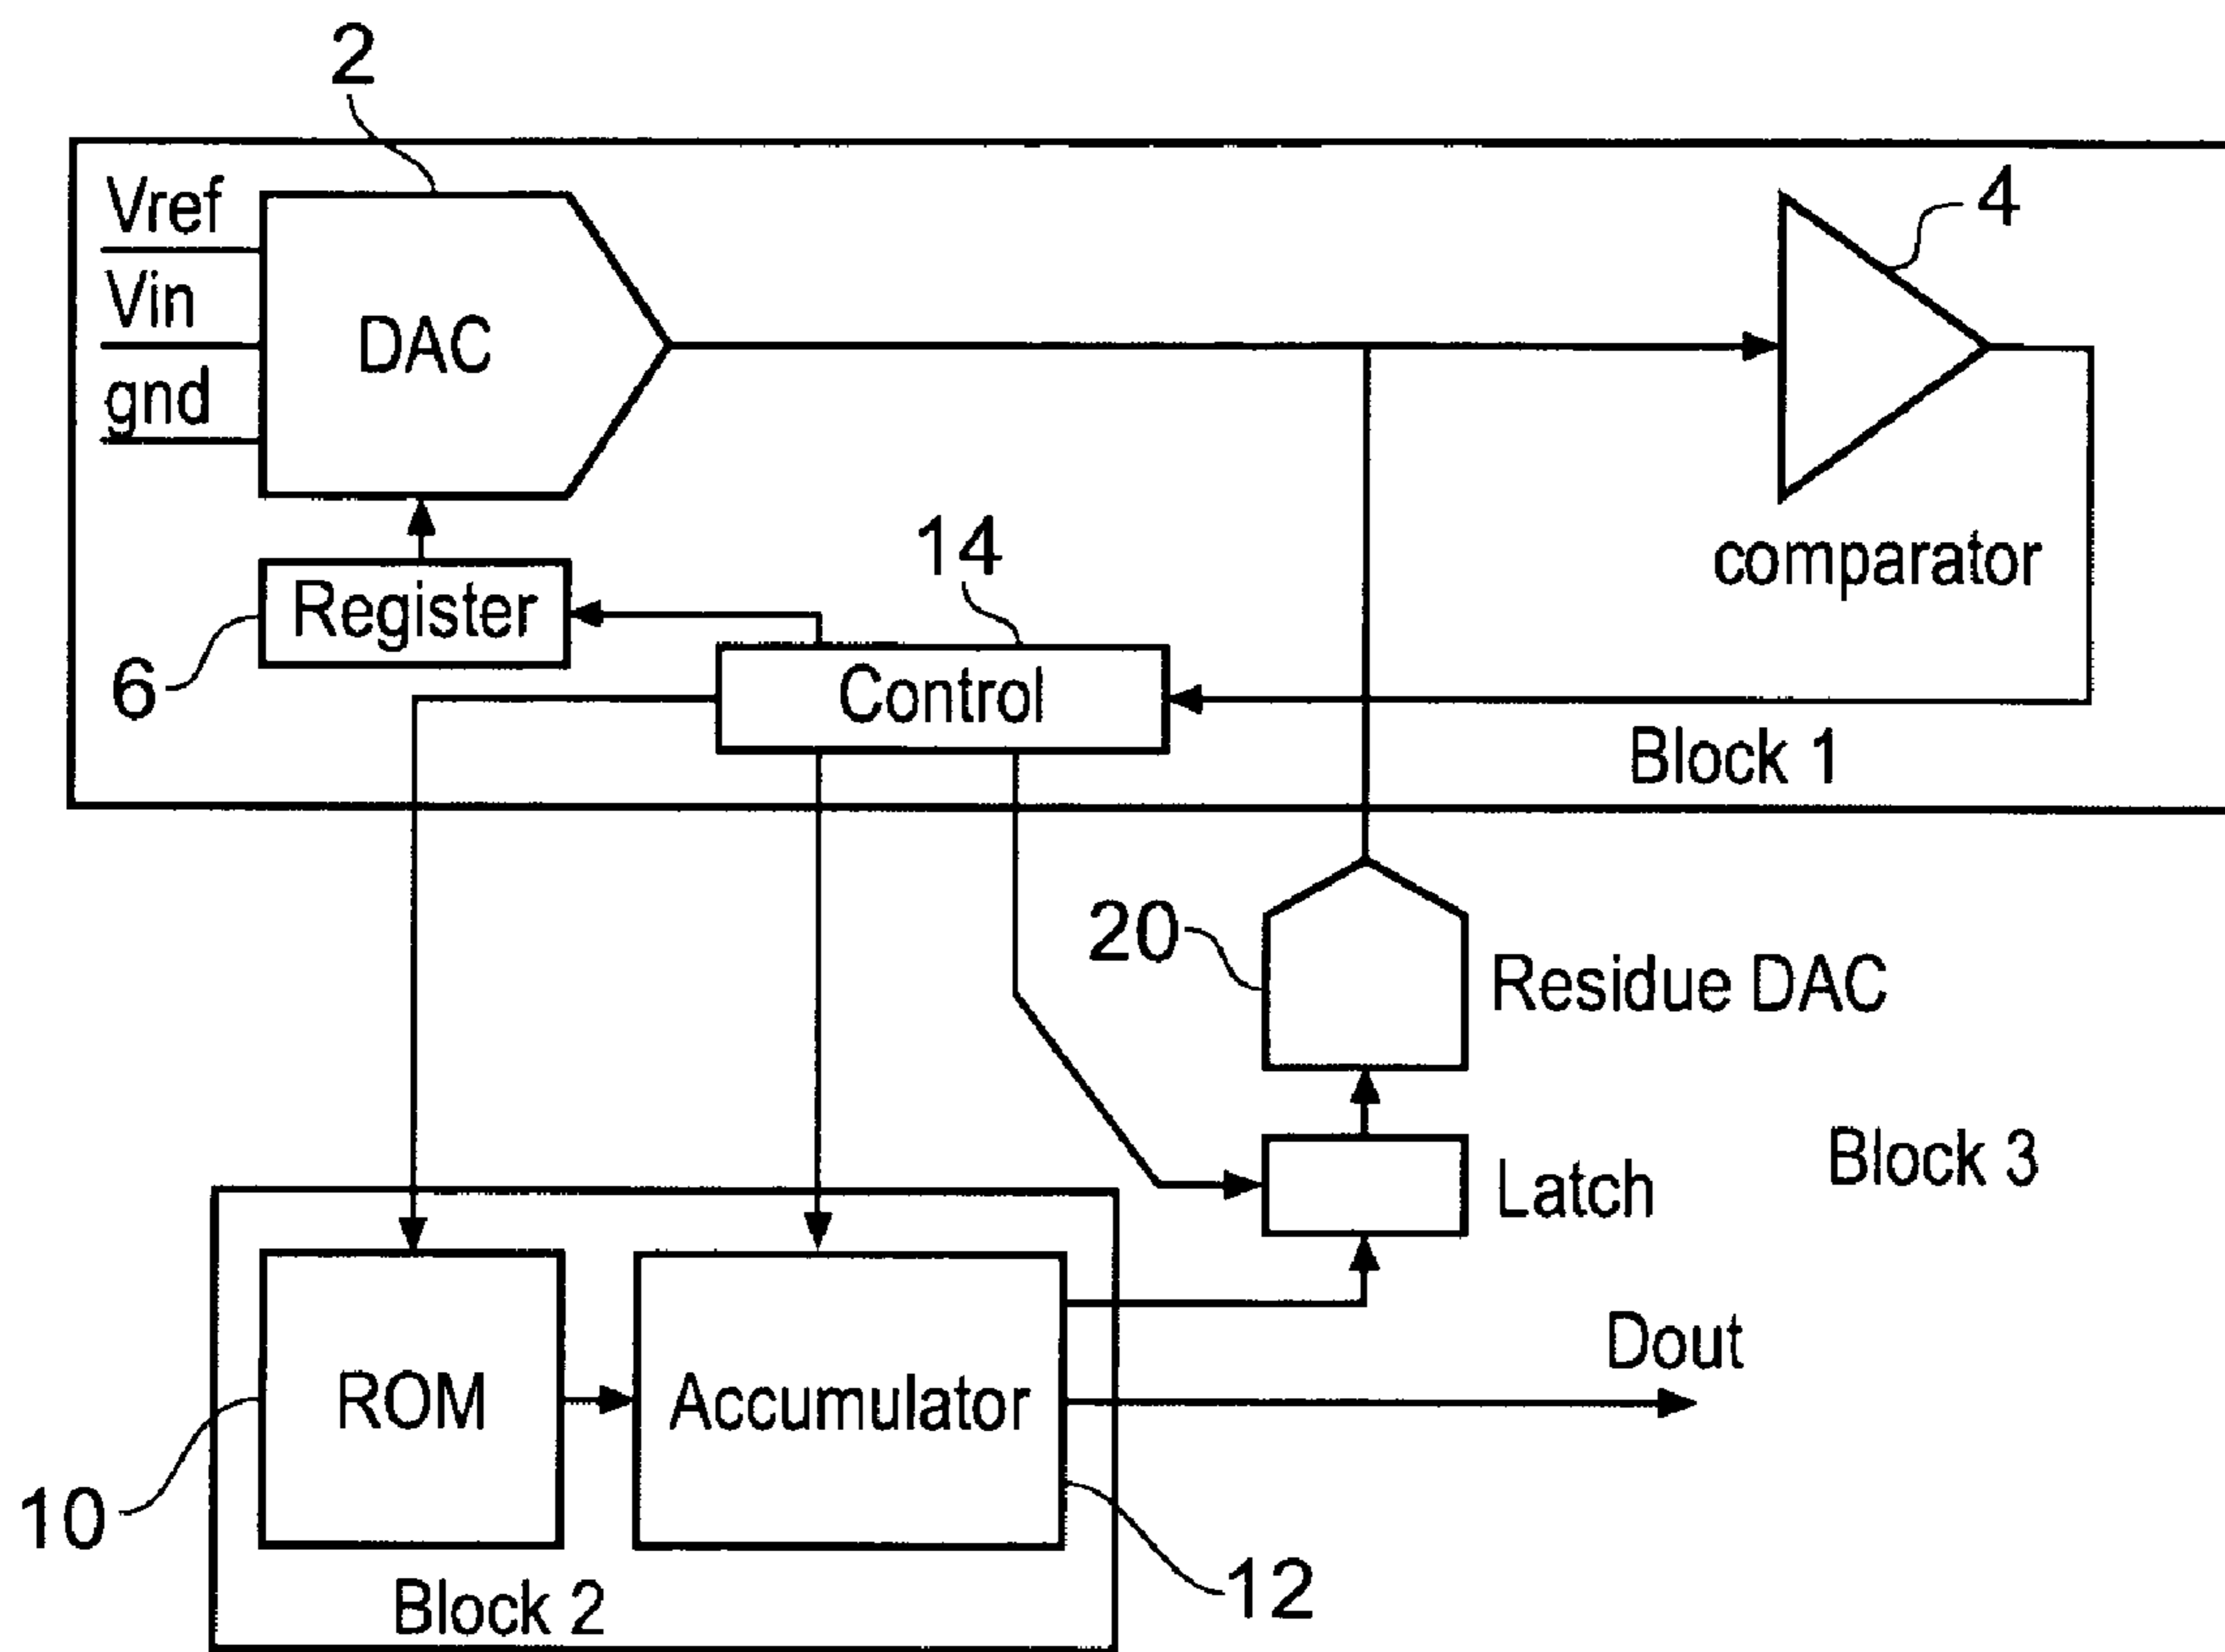 2
Vref
4
Vin
DAC
gnd
14
comparator
Register
6
Control
Block 1
20
Residue DAC
Block 3
Latch
Dout
ROM
Accumulator
10
12
Block 2